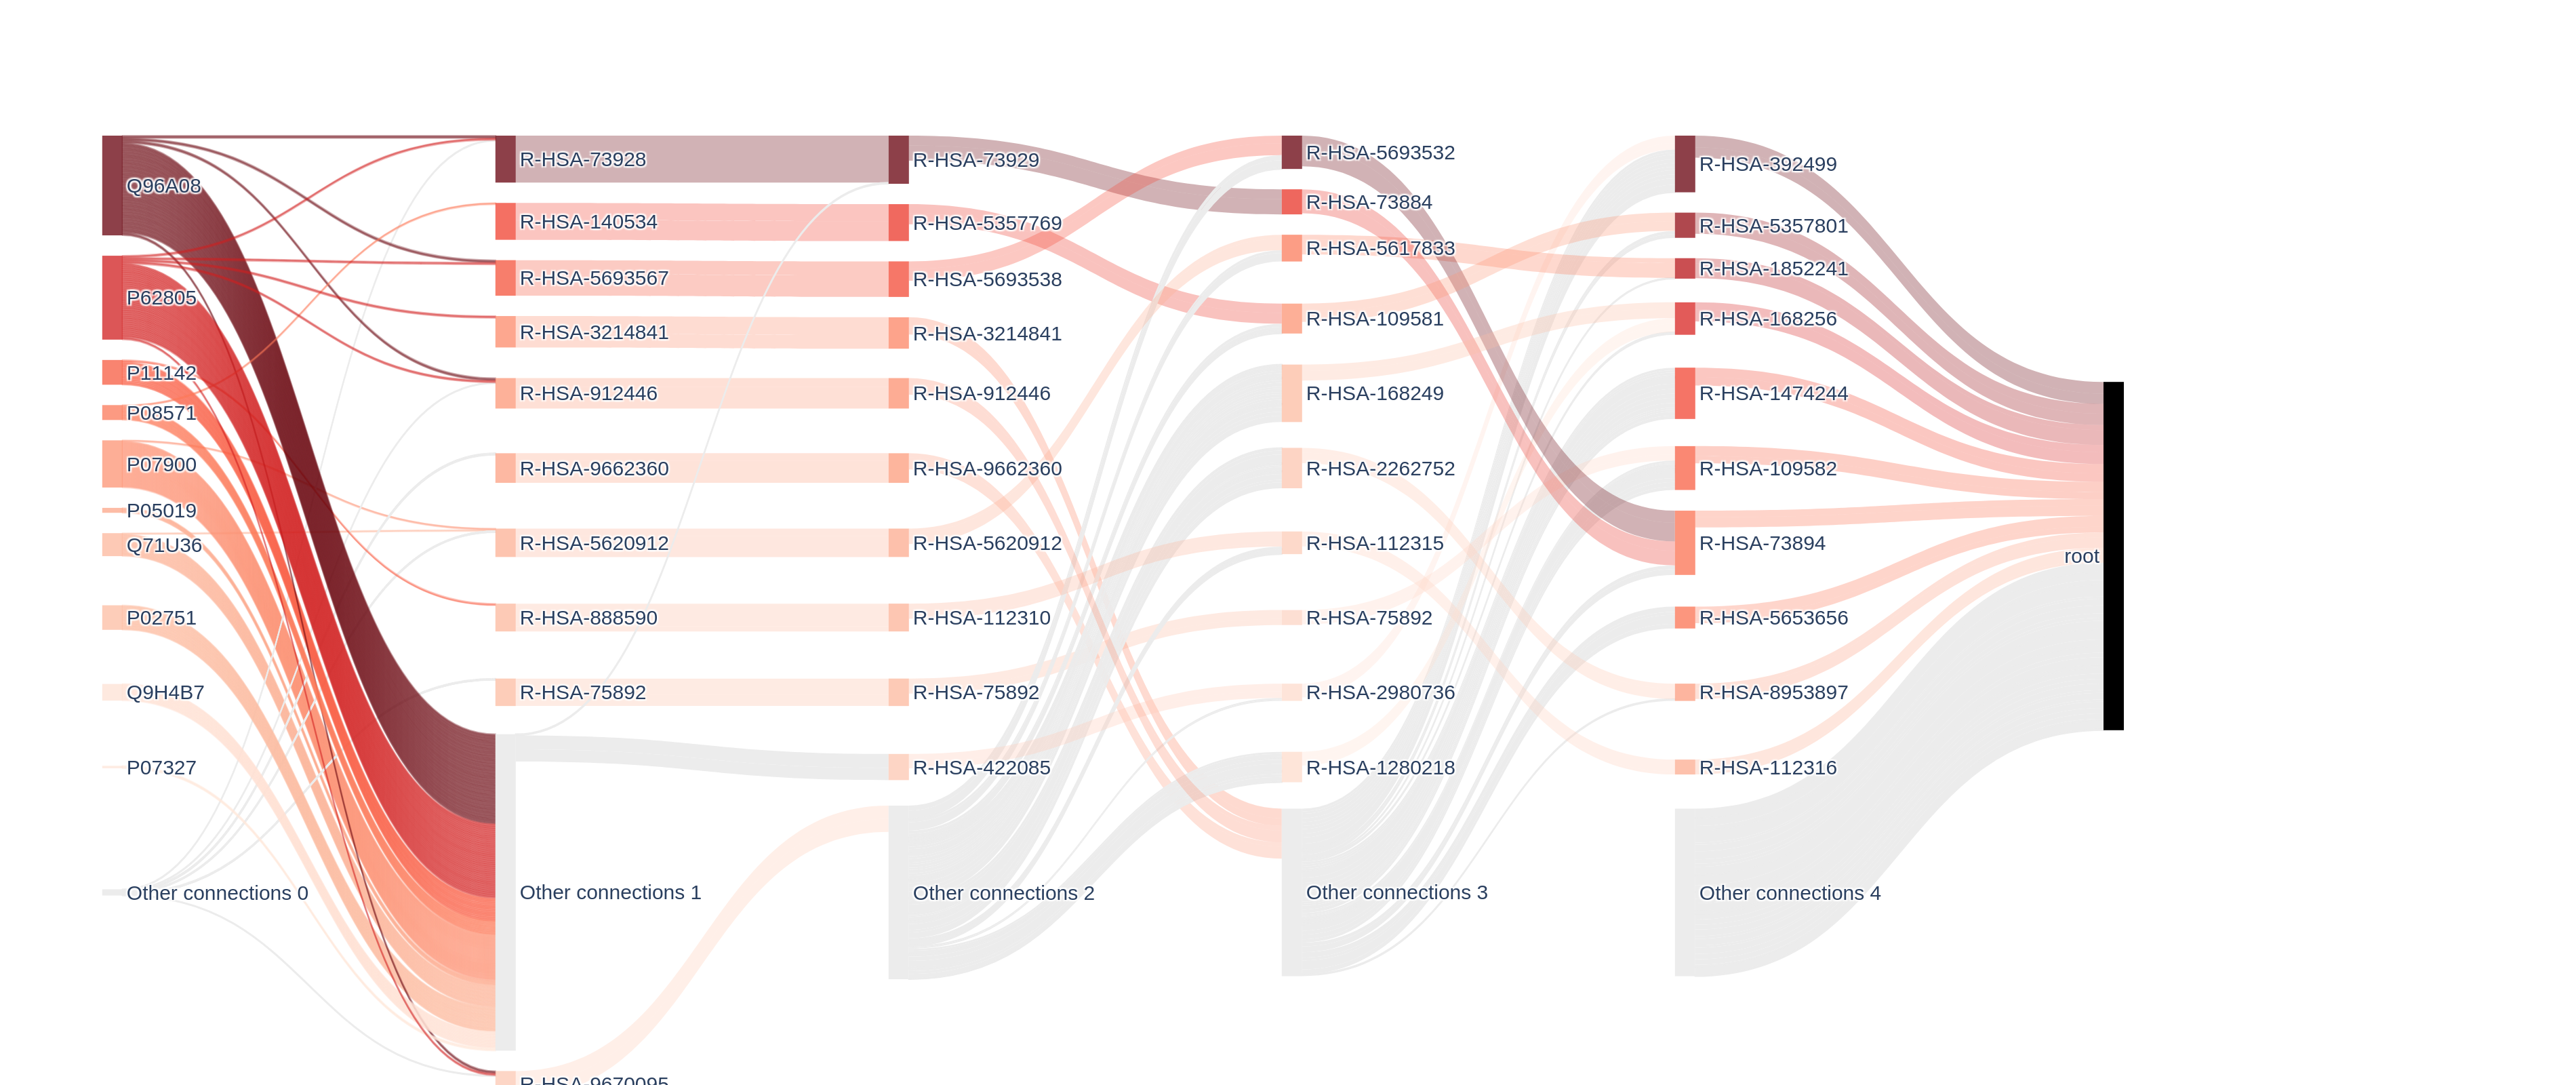 Q96A08
P62805
P11142
P08571
P07900
P05019
Q71U36
P02751
Q9H4B7
P07327
Other connections 0
R-HSA-73928
R-HSA-140534
R-HSA-5693567
R-HSA-3214841
R-HSA-912446
R-HSA-9662360
R-HSA-5620912
R-HSA-888590
R-HSA-75892
Other connections 1
R-HSA-9670095
R-HSA-73929
R-HSA-5357769
R-HSA-5693538
R-HSA-3214841
R-HSA-912446
R-HSA-9662360
R-HSA-5620912
R-HSA-112310
R-HSA-75892
R-HSA-422085
Other connections 2
R-HSA-5693532
R-HSA-73884
R-HSA-5617833
R-HSA-109581
R-HSA-168249
R-HSA-2262752
R-HSA-112315
R-HSA-75892
R-HSA-2980736
R-HSA-1280218
Other connections 3
R-HSA-392499
R-HSA-5357801
R-HSA-1852241
R-HSA-168256
R-HSA-1474244
R-HSA-109582
R-HSA-73894
R-HSA-5653656
R-HSA-8953897
R-HSA-112316
Other connections 4
root